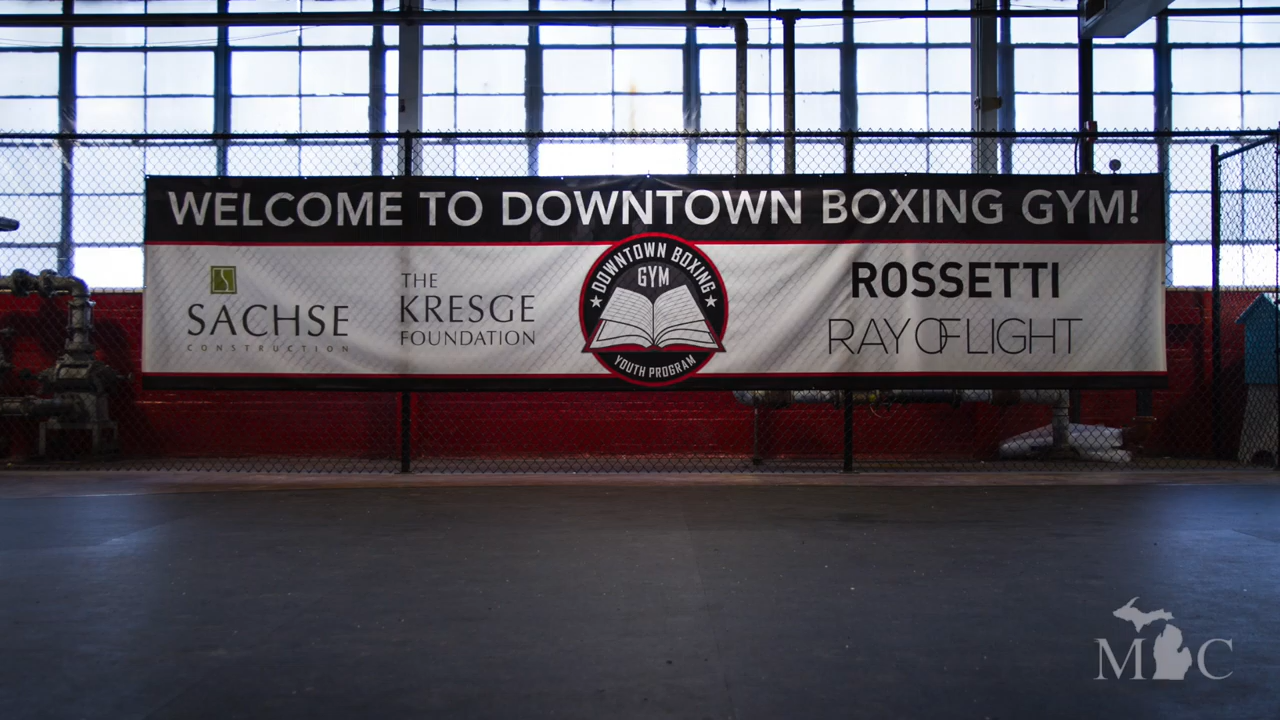 WELCOME TO DOWNTOWN BOXING GYM!
SACHSE
CONSTRUCTION
THE
KRESGE
FOUNDATION
DOWNTOWN BOXING
GYM
YOUTH PROGRAM
ROSSETTI
RAY OF LIGHT
M C